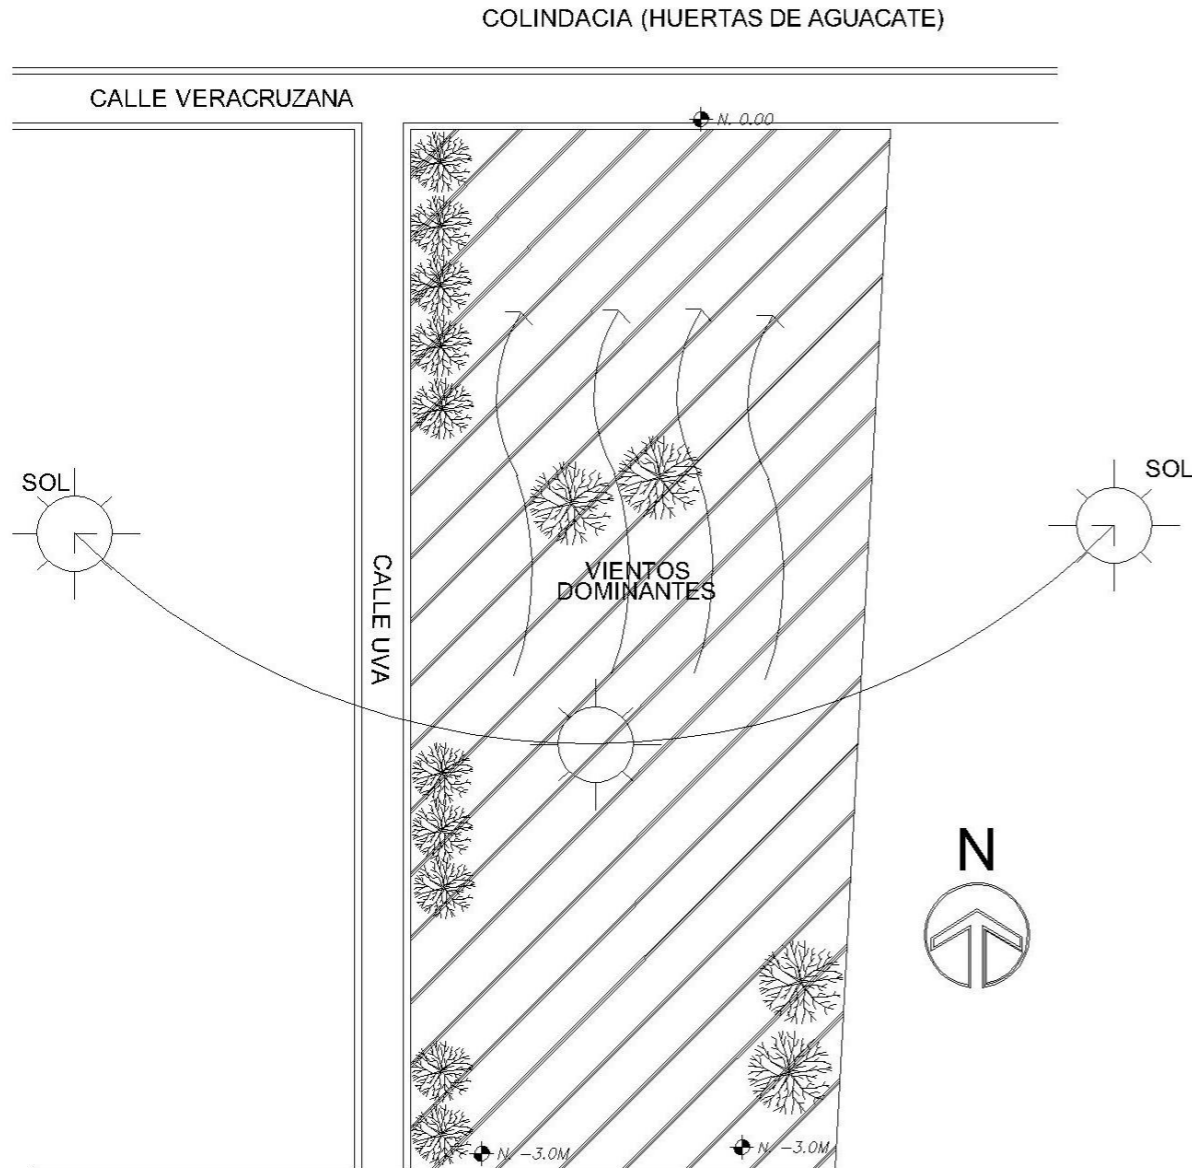 COLINDACIA (HUERTAS DE AGUACATE)
CALLE VERACRUZANA
N. 0.00
SOL
SOL
CALLE UVA
VIENTOS
DOMINANTES
N
N. -3.0M
N. -3.0M